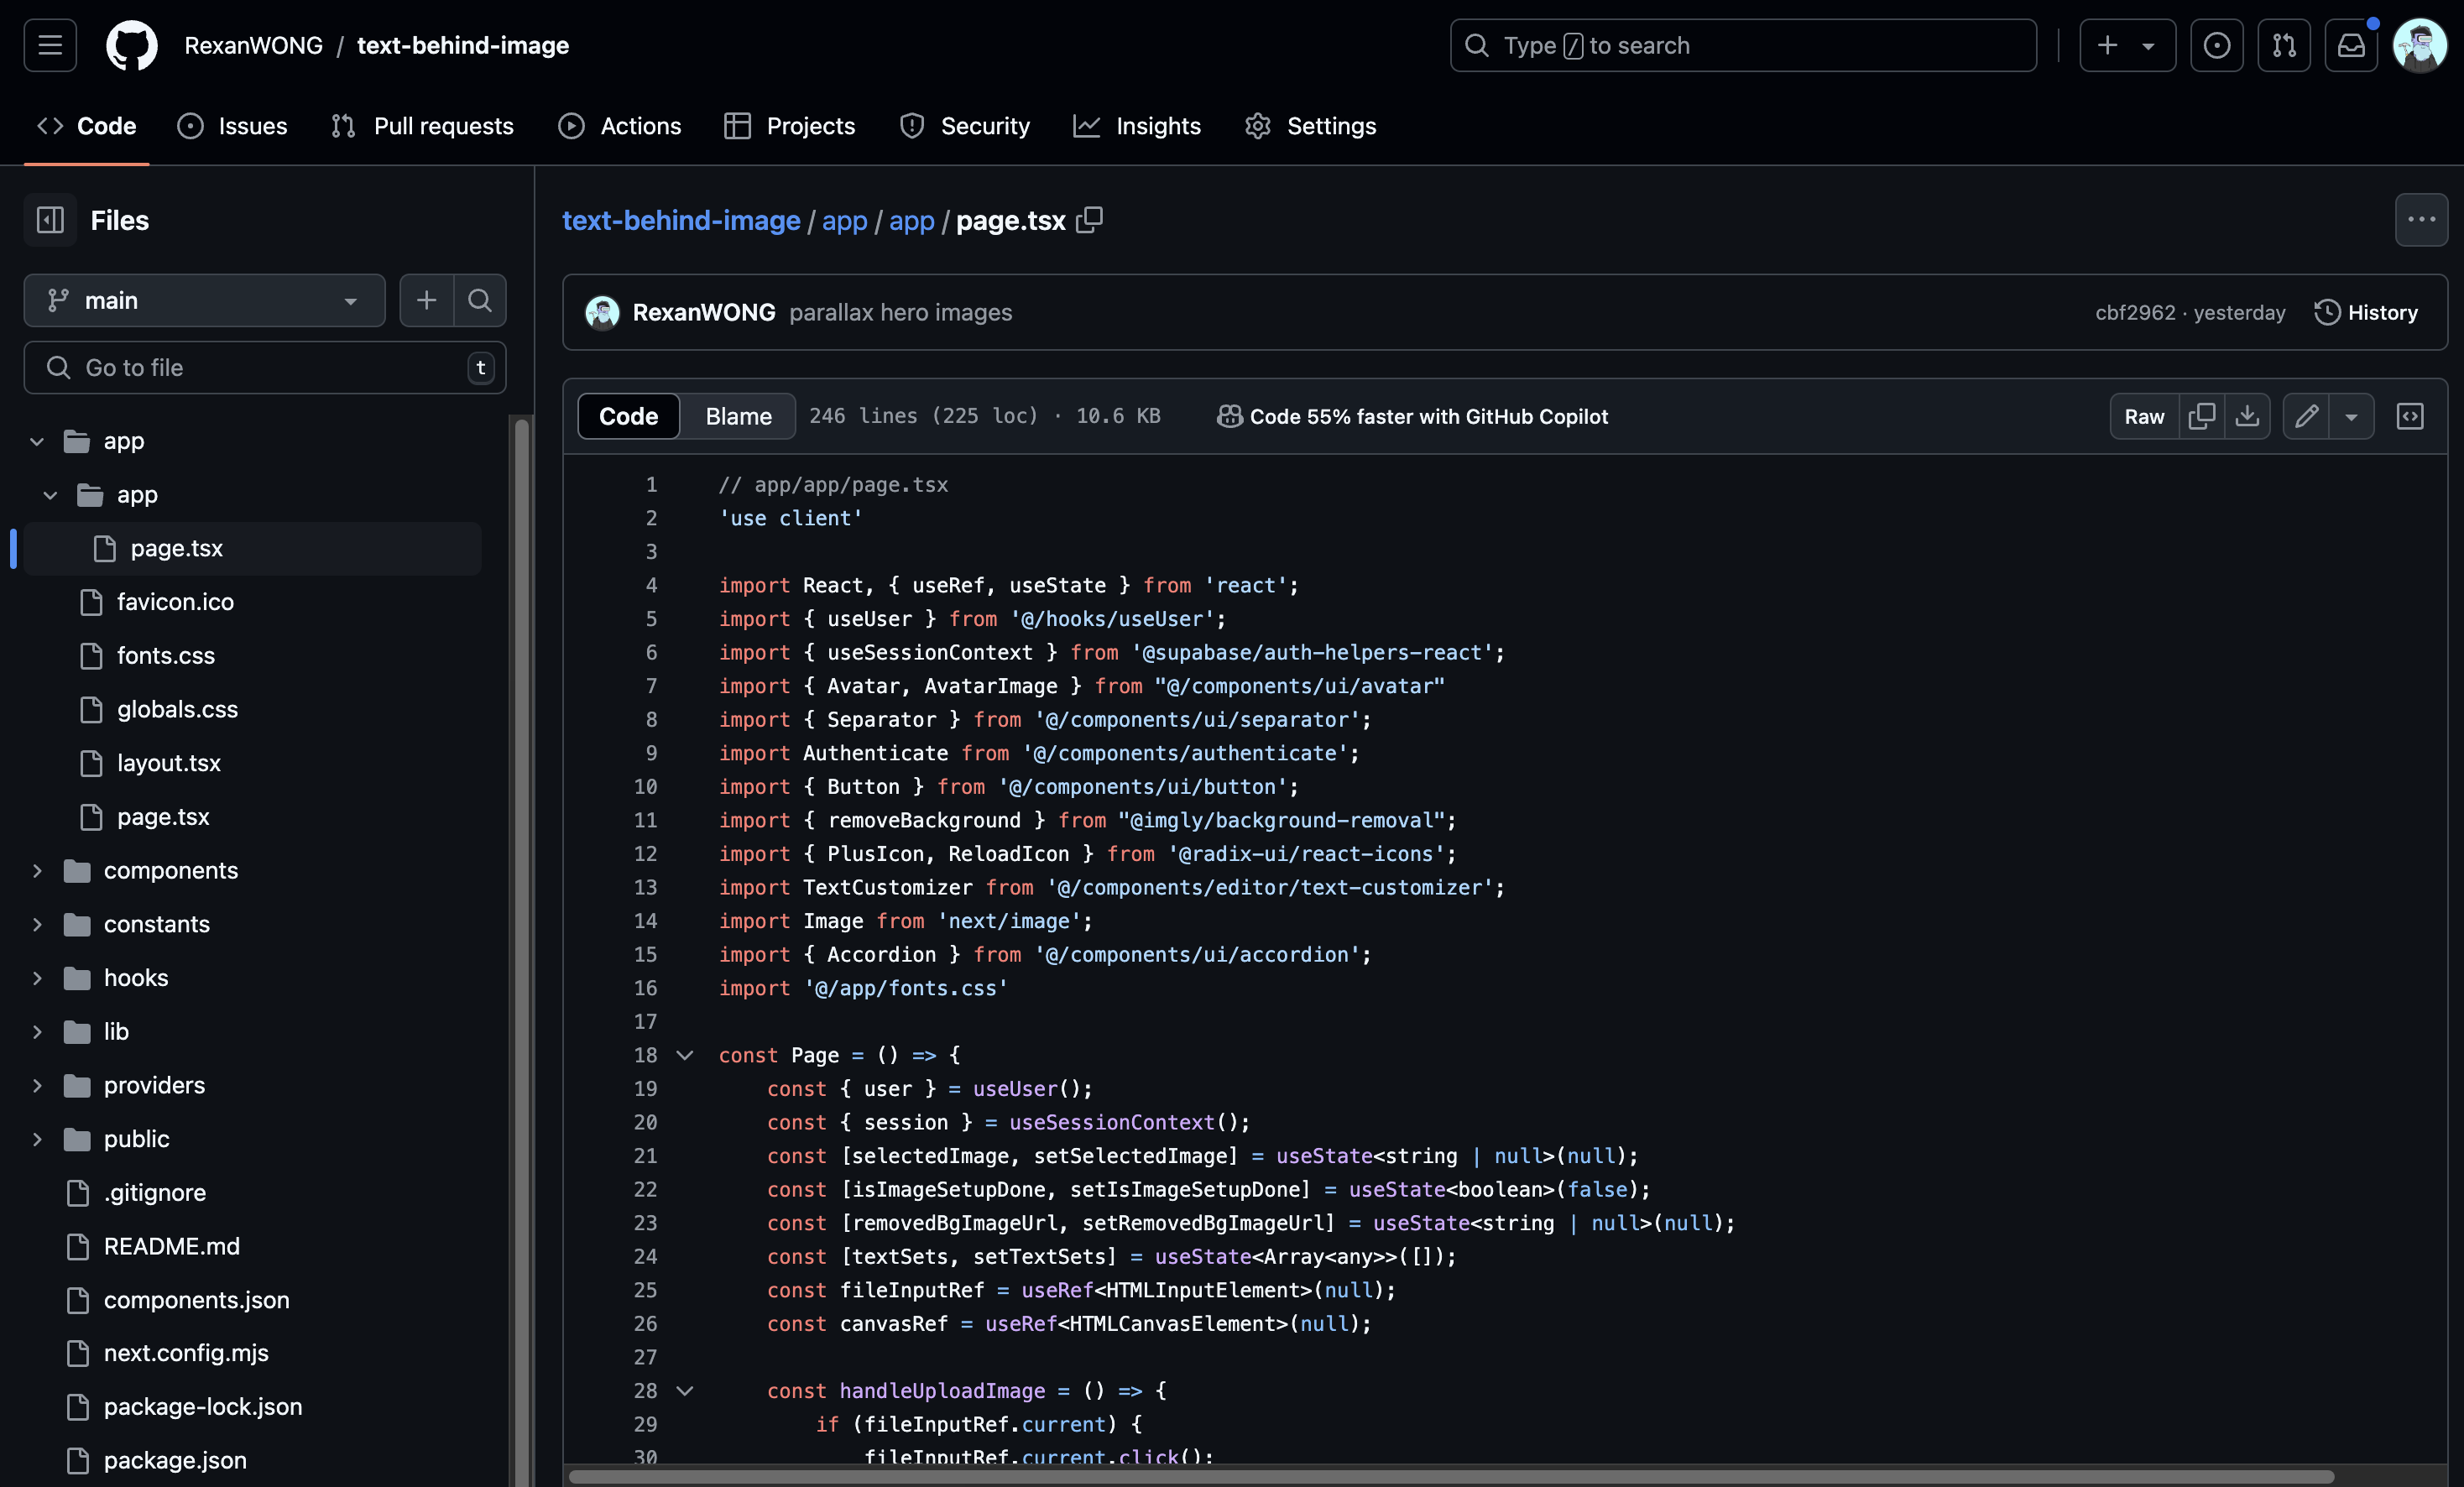 RexanWONG / text-behind-image
Type / to search
Code Issues Pull requests Actions Projects Security Insights Settings
Files
main
Go to file t
app
app
page.tsx
favicon.ico
fonts.css
globals.css
layout.tsx
page.tsx
components
constants
hooks
lib
providers
public
.gitignore
README.md
components.json
next.config.mjs
package-lock.json
package.json
text-behind-image / app / app / page.tsx
RexanWONG parallax hero images cbf2962 · yesterday History
Code Blame 246 lines (225 loc) · 10.6 KB Code 55% faster with GitHub Copilot Raw
1 // app/app/page.tsx
2 'use client'
3
4 import React, { useRef, useState } from 'react';
5 import { useUser } from '@/hooks/useUser';
6 import { useSessionContext } from '@supabase/auth-helpers-react';
7 import { Avatar, AvatarImage } from "@/components/ui/avatar"
8 import { Separator } from '@/components/ui/separator';
9 import Authenticate from '@/components/authenticate';
10 import { Button } from '@/components/ui/button';
11 import { removeBackground } from "@imgly/background-removal";
12 import { PlusIcon, ReloadIcon } from '@radix-ui/react-icons';
13 import TextCustomizer from '@/components/editor/text-customizer';
14 import Image from 'next/image';
15 import { Accordion } from '@/components/ui/accordion';
16 import '@/app/fonts.css'
17
18 const Page = () => {
19 const { user } = useUser();
20 const { session } = useSessionContext();
21 const [selectedImage, setSelectedImage] = useState<string | null>(null);
22 const [isImageSetupDone, setIsImageSetupDone] = useState<boolean>(false);
23 const [removedBgImageUrl, setRemovedBgImageUrl] = useState<string | null>(null);
24 const [textSets, setTextSets] = useState<Array<any>>([]);
25 const fileInputRef = useRef<HTMLInputElement>(null);
26 const canvasRef = useRef<HTMLCanvasElement>(null);
27
28 const handleUploadImage = () => {
29 if (fileInputRef.current) {
30 fileInputRef.current.click();